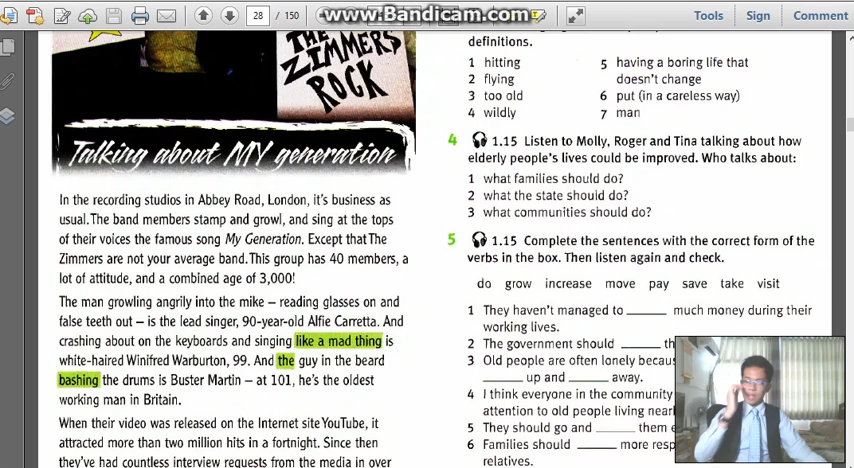 28 / 150
www.Bandicam.com
Tools
Sign
Comment
THE
ZIMMERS
ROCK
Talking about MY generation
In the recording studios in Abbey Road, London, it's business as
usual. The band members stamp and growl, and sing at the tops
of their voices the famous song My Generation. Except that The
Zimmers are not your average band. This group has 40 members, a
lot of attitude, and a combined age of 3,000!
The man growling angrily into the mike – reading glasses on and
false teeth out – is the lead singer, 90-year-old Alfie Carretta. And
crashing about on the keyboards and singing like a mad thing is
white-haired Winifred Warburton, 99. And the guy in the beard
bashing the drums is Buster Martin – at 101, he's the oldest
working man in Britain.
When their video was released on the Internet site YouTube, it
attracted more than two million hits in a fortnight. Since then
they've had countless interview requests from the media in over
definitions.
1 hitting
2 flying
3 too old
4 wildly
5 having a boring life that
doesn't change
6 put (in a careless way)
7 man
4 1.15 Listen to Molly, Roger and Tina talking about how
elderly people's lives could be improved. Who talks about:
1 what families should do?
2 what the state should do?
3 what communities should do?
5 1.15 Complete the sentences with the correct form of the
verbs in the box. Then listen again and check.
do grow increase move pay save take visit
1 They haven't managed to ______ much money during their
working lives.
2 The government should ______ th
3 Old people are often lonely becau
______ up and ______ away.
4 I think everyone in the community
attention to old people living near
5 They should go and ______ them
6 Families should ______ more resp
relatives.